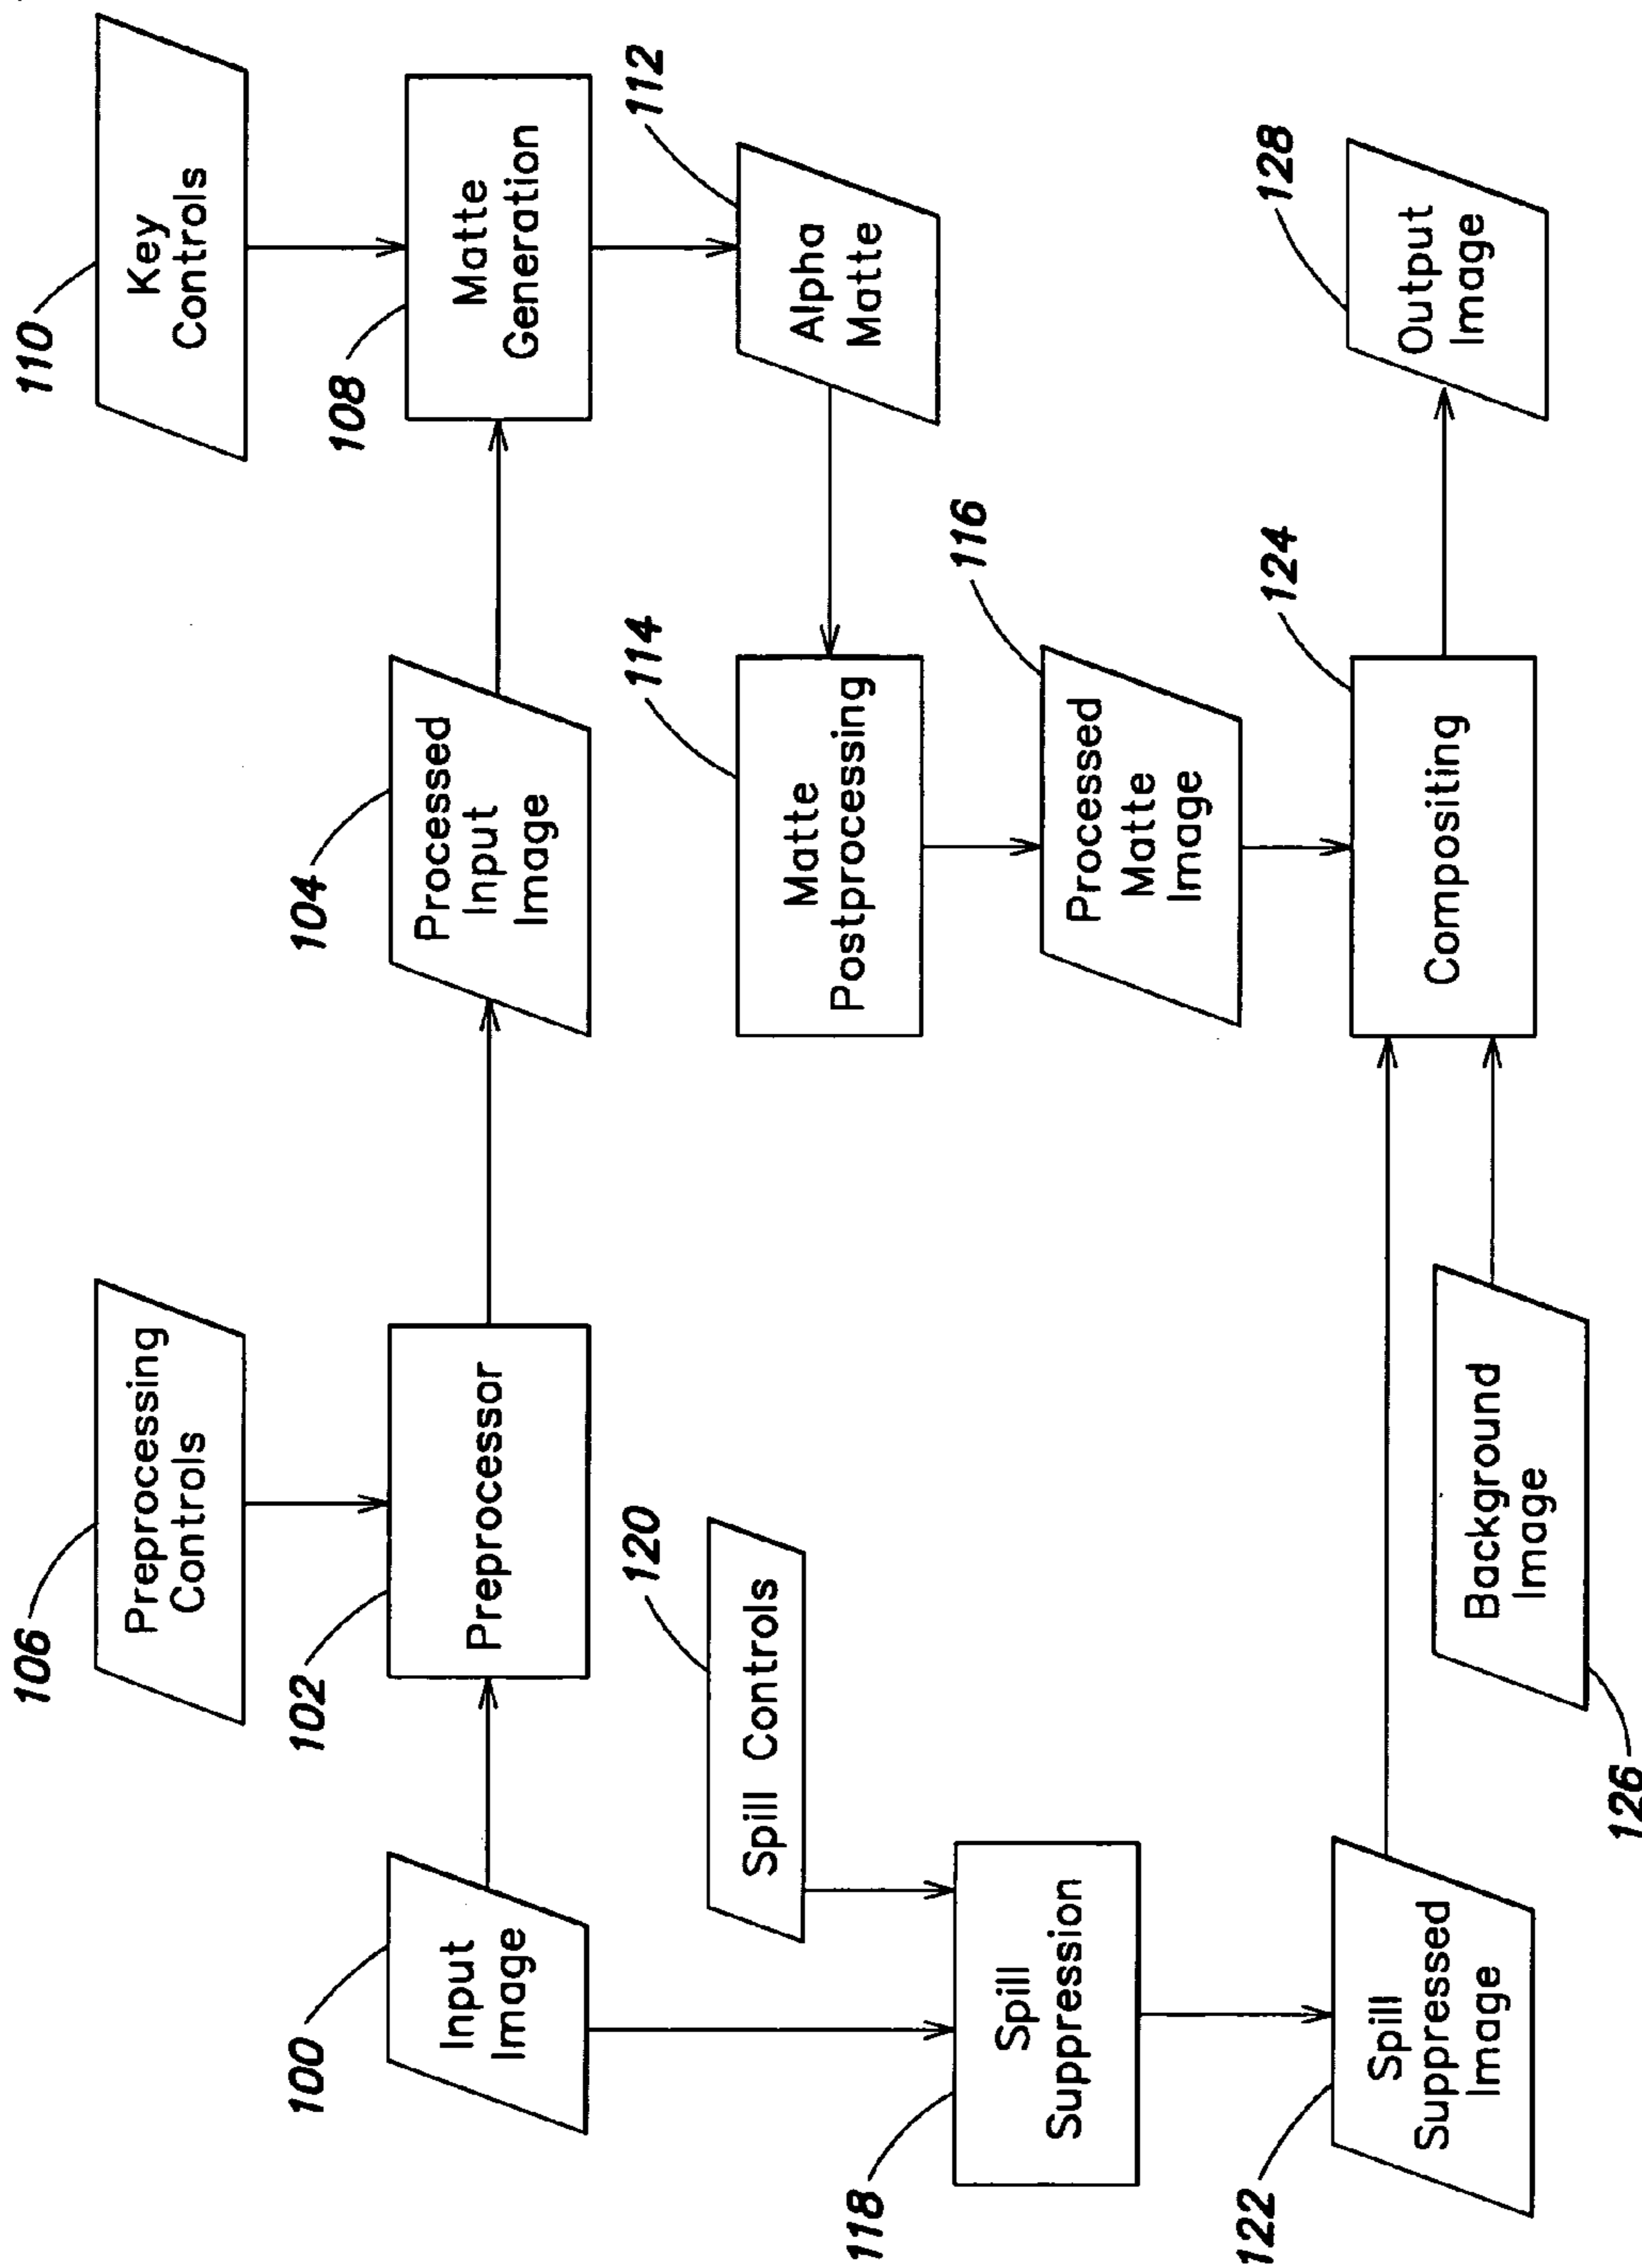 106
Preprocessing
Controls
110
Key
Controls
100
Input
Image
102
Preprocessor
104
Processed
Input
Image
108
Matte
Generation
120
Spill Controls
114
Matte
Postprocessing
112
Alpha
Matte
118
Spill
Suppression
116
Processed
Matte
Image
122
Spill
Suppressed
Image
126
Background
Image
124
Compositing
128
Output
Image